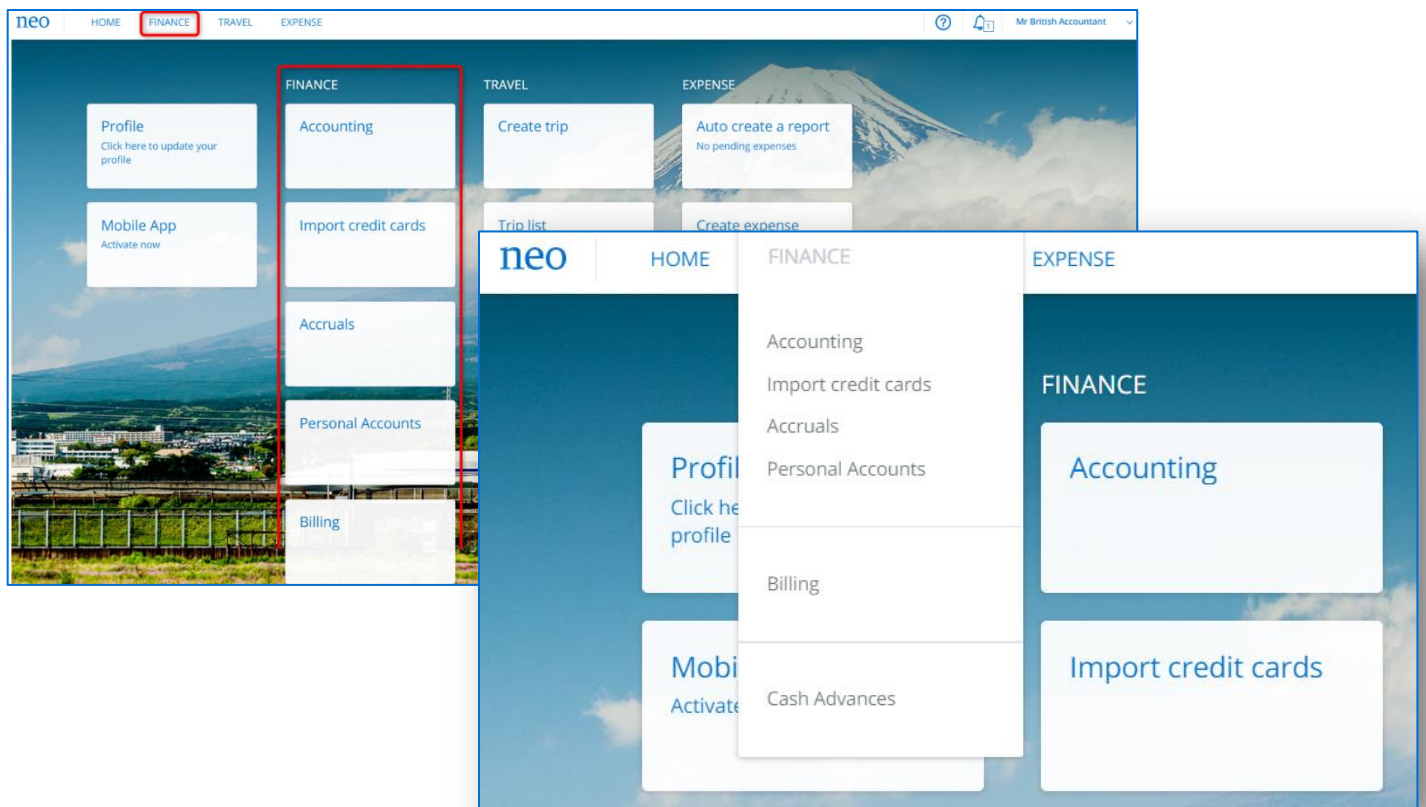 neo HOME FINANCE TRAVEL EXPENSE 1 Mr British Accountant
FINANCE TRAVEL EXPENSE
Profile
Click here to update your
profile
Accounting
Create trip
Auto create a report
No pending expenses
Mobile App
Activate now
Import credit cards
Trip list
Create expense
Accruals
Personal Accounts
Billing
neo HOME FINANCE EXPENSE
Accounting
Import credit cards
Accruals
Personal Accounts
Billing
Cash Advances
FINANCE
Profil
Click he
profile
Accounting
Mobi
Activate
Import credit cards